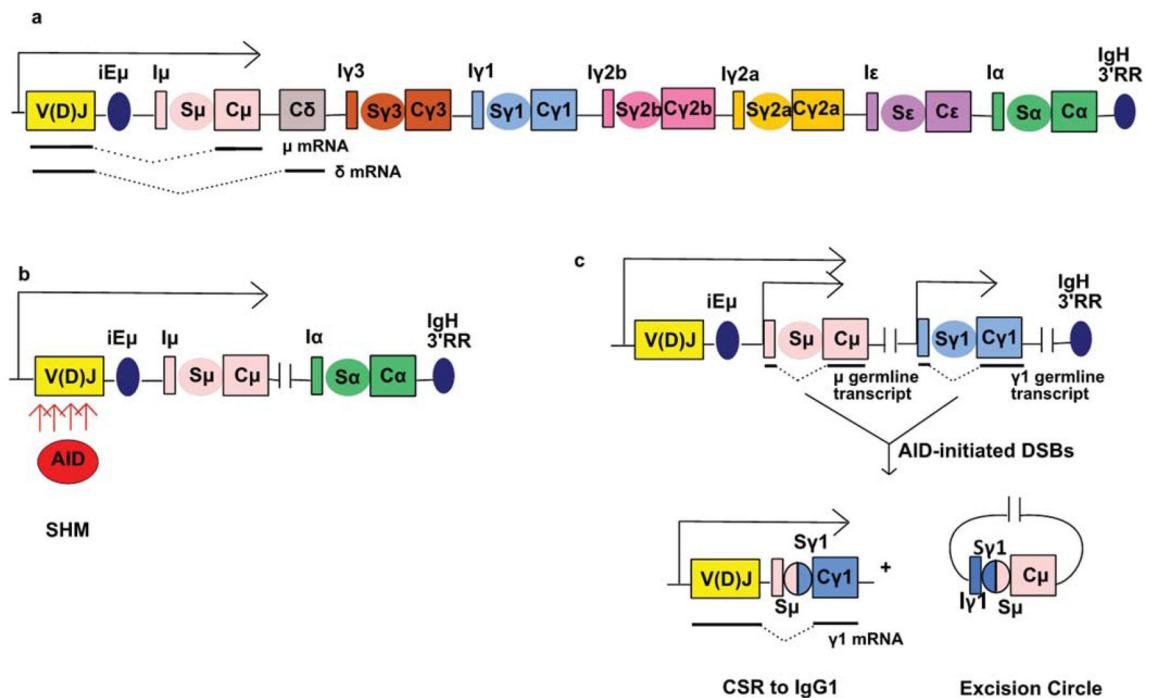 a
iEμ
Iμ
Iγ3
Iγ1
Iγ2b
Iγ2a
Iε
Iα
IgH
3'RR
V(D)J
Sμ
Cμ
Cδ
Sγ3
Cγ3
Sγ1
Cγ1
Sγ2b
Cγ2b
Sγ2a
Cγ2a
Sε
Cε
Sα
Cα
μ mRNA
δ mRNA
b
iEμ
Iμ
Iα
IgH
3'RR
V(D)J
Sμ
Cμ
Sα
Cα
AID
SHM
c
iEμ
IgH
3'RR
V(D)J
Sμ
Cμ
Sγ1
Cγ1
μ germline
transcript
γ1 germline
transcript
AID-initiated DSBs
Sγ1
V(D)J
Cγ1
+
Sμ
γ1 mRNA
CSR to IgG1
Sγ1
Cμ
Iγ1
Sμ
Excision Circle